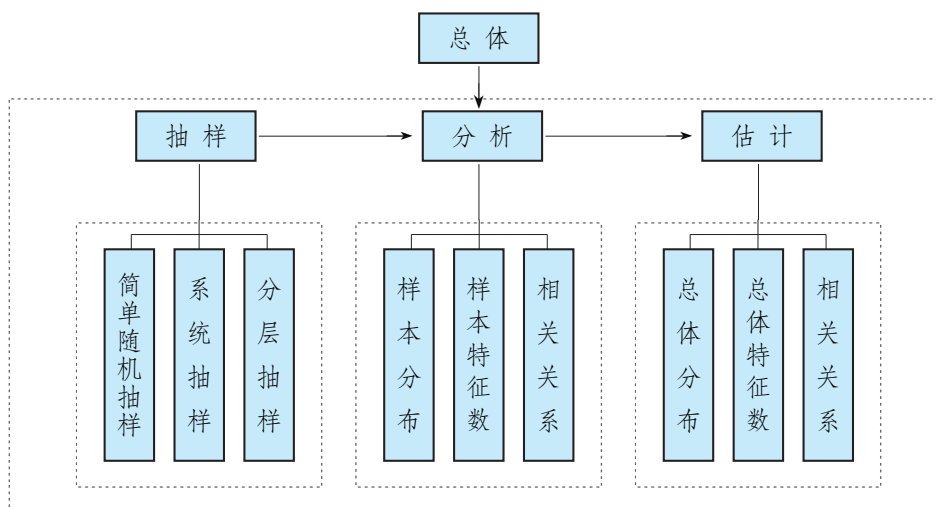 总体
抽样
分析
估计
简单随机抽样
系统抽样
分层抽样
样本分布
样本特征数
相关关系
总体分布
总体特征数
相关关系